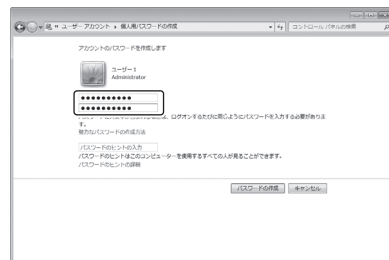 ユーザー アカウント ▸ 個人用パスワードの作成
コントロール パネルの検索
アカウントのパスワードを作成します
ユーザー1
Administrator
●●●●●●●●●●
●●●●●●●●●●
ログオンするたびに同じようにパスワードを入力する必要がありま
す。
強力なパスワードの作成方法
パスワードのヒントの入力
パスワードのヒントはこのコンピューターを使用するすべての人が見ることができます。
パスワードのヒントの詳細
パスワードの作成
キャンセル